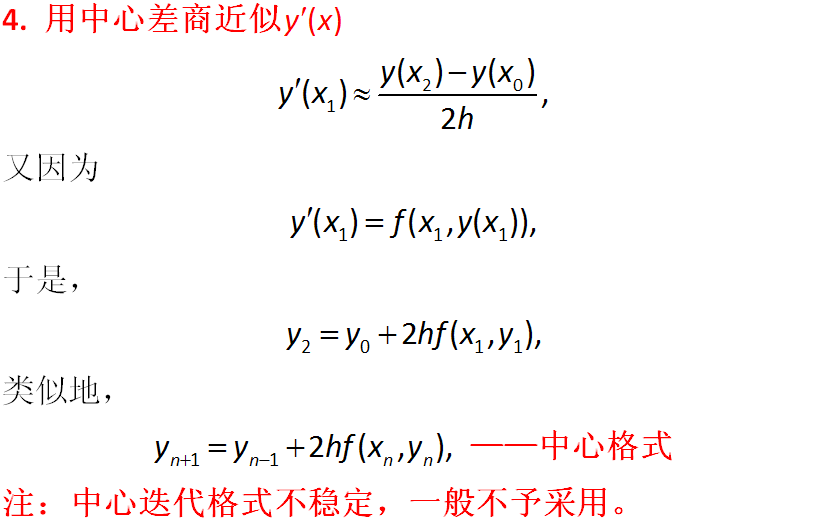 4. 用中心差商近似y′(x)
y′(x₁) ≈ (y(x₂) − y(x₀)) / 2h,
又因为
y′(x₁) = f(x₁, y(x₁)),
于是，
y₂ = y₀ + 2hf(x₁, y₁),
类似地，
yₙ₊₁ = yₙ₋₁ + 2hf(xₙ, yₙ), ——中心格式
注：中心迭代格式不稳定，一般不予采用。